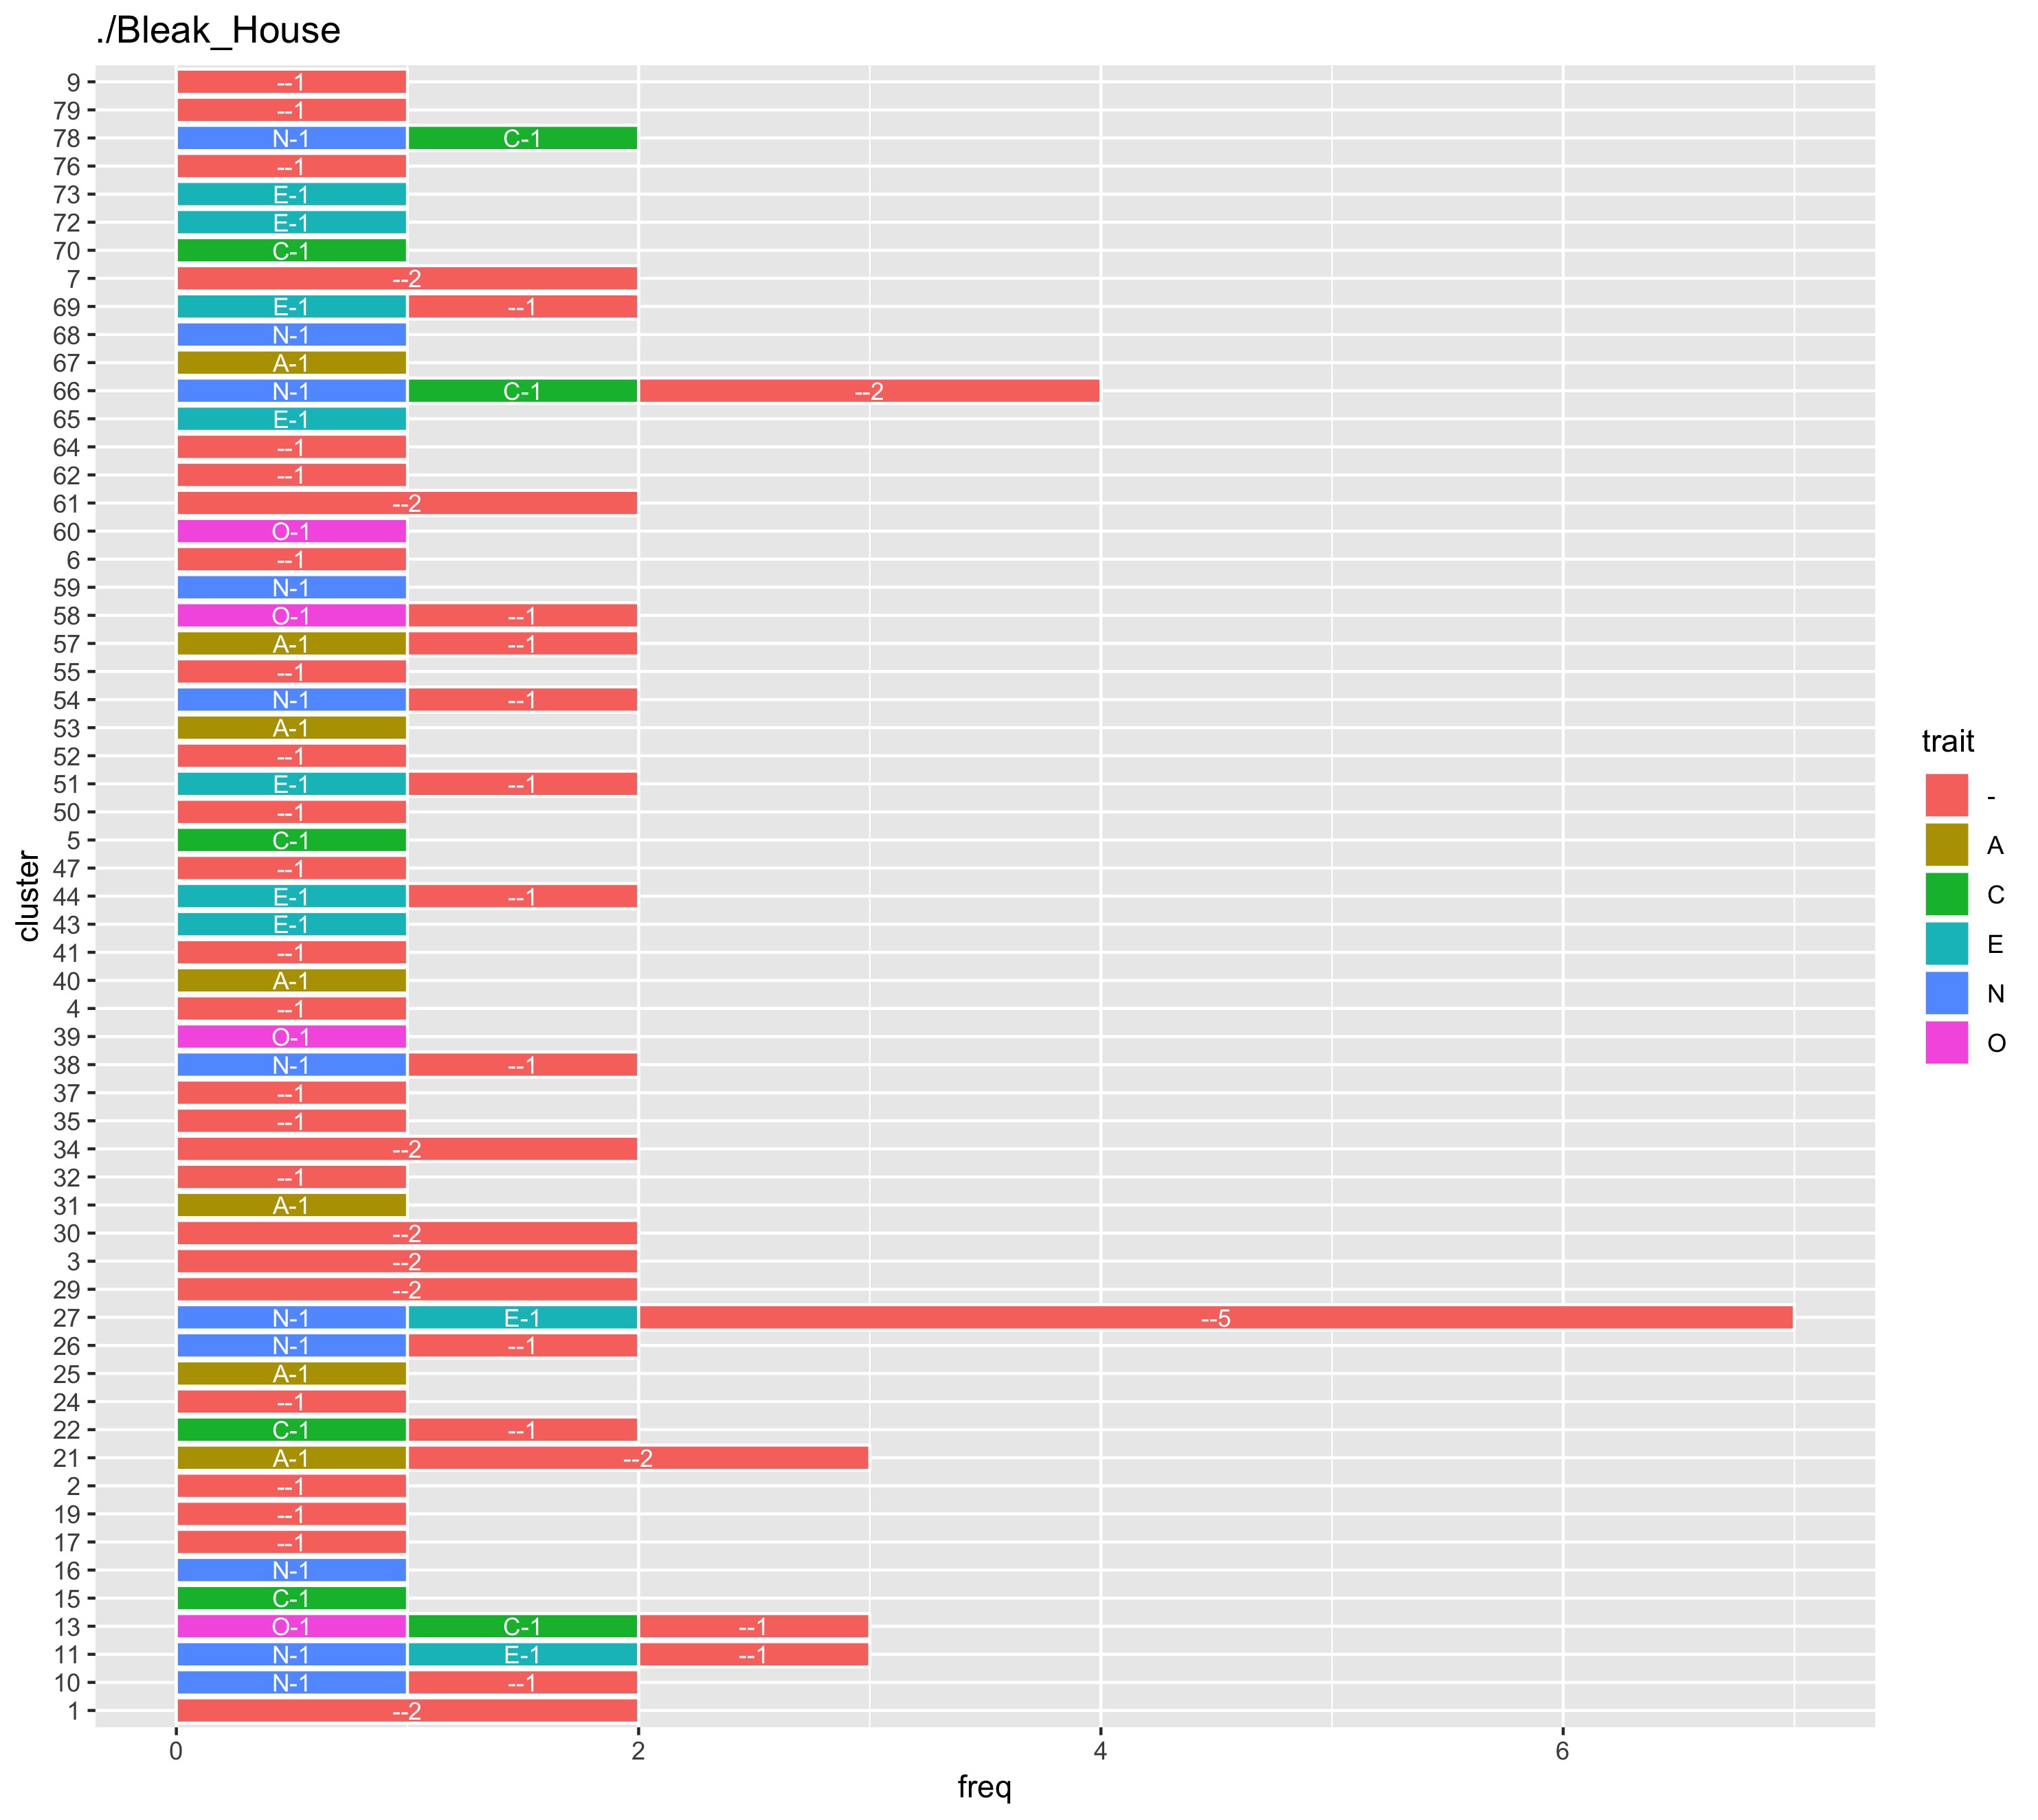 ./Bleak_House
9 --1
79 --1
78 N-1 C-1
76 --1
73 E-1
72 E-1
70 C-1
7 --2
69 E-1 --1
68 N-1
67 A-1
66 N-1 C-1 --2
65 E-1
64 --1
62 --1
61 --2
60 O-1
6 --1
59 N-1
58 O-1 --1
57 A-1 --1
55 --1
54 N-1 --1
53 A-1
52 --1
51 E-1 --1
50 --1
5 C-1
47 --1
44 E-1 --1
43 E-1
41 --1
40 A-1
4 --1
39 O-1
38 N-1 --1
37 --1
35 --1
34 --2
32 --1
31 A-1
30 --2
3 --2
29 --2
27 N-1 E-1 --5
26 N-1 --1
25 A-1
24 --1
22 C-1 --1
21 A-1 --2
2 --1
19 --1
17 --1
16 N-1
15 C-1
13 O-1 C-1 --1
11 N-1 E-1 --1
10 N-1 --1
1 --2
0 2 4 6
freq
cluster
trait
-
A
C
E
N
O